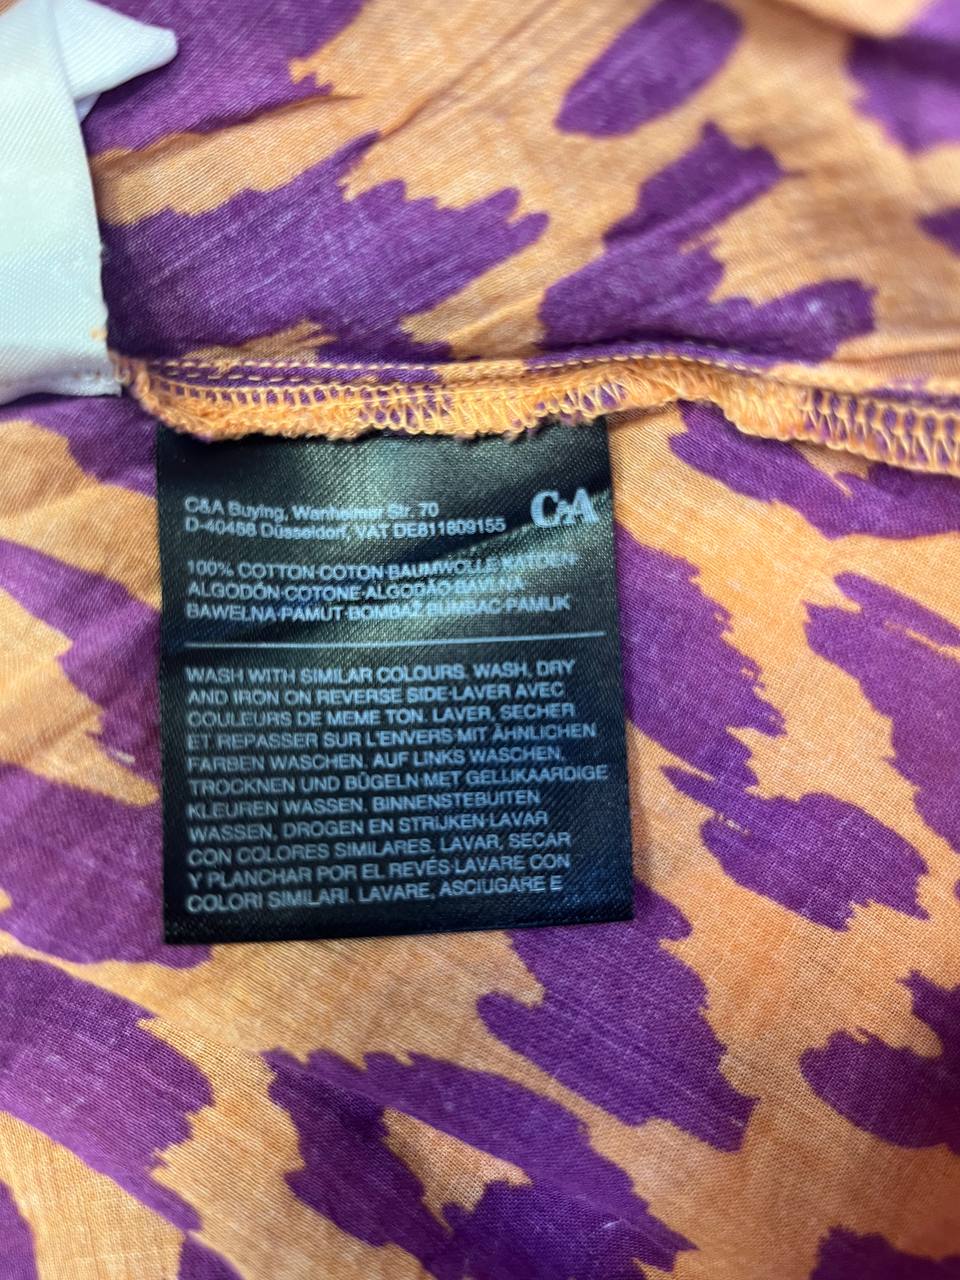 C&A Buying, Wanheimer Str. 70
D-40468 Düsseldorf, VAT DE811809155
C&A
100% COTTON·COTON·BAUMWOLLE·KATOEN·
ALGODÓN·COTONE·ALGODÃO·BAVLNA·
BAWEŁNA·PAMUT·BOMBAŽ·BUMBAC·PAMUK
WASH WITH SIMILAR COLOURS. WASH, DRY
AND IRON ON REVERSE SIDE·LAVER AVEC
COULEURS DE MEME TON. LAVER, SECHER
ET REPASSER SUR L'ENVERS·MIT ÄHNLICHEN
FARBEN WASCHEN. AUF LINKS WASCHEN,
TROCKNEN UND BÜGELN·MET GELIJKAARDIGE
KLEUREN WASSEN. BINNENSTEBUITEN
WASSEN, DROGEN EN STRIJKEN·LAVAR
CON COLORES SIMILARES. LAVAR, SECAR
Y PLANCHAR POR EL REVÉS·LAVARE CON
COLORI SIMILARI. LAVARE, ASCIUGARE E